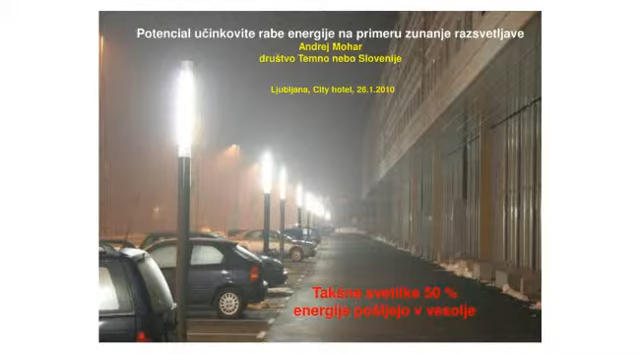 Potencial učinkovite rabe energije na primeru zunanje razsvetljave
Andrej Mohar
društvo Temno nebo Slovenije
Ljubljana, City hotel, 26.1.2010
Takšne svetilke 50 %
energije pošljejo v vesolje